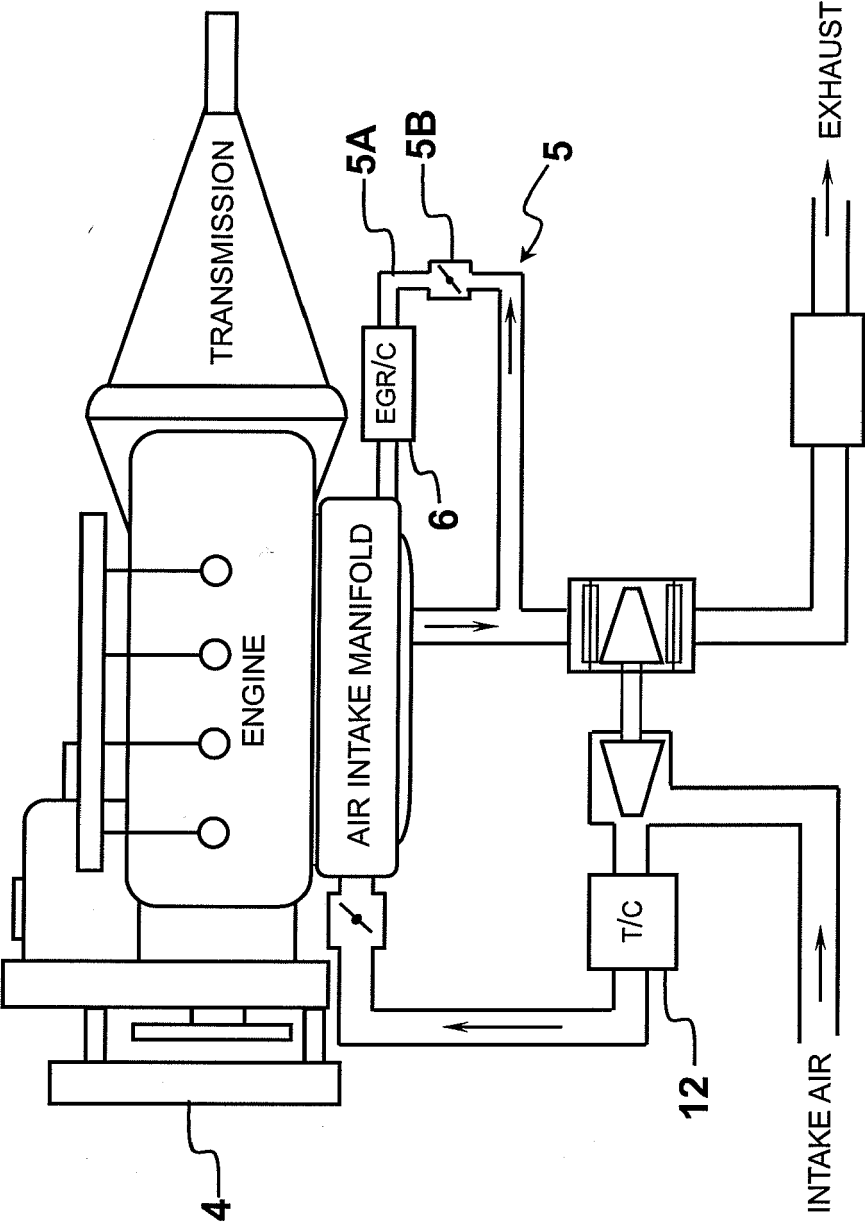 TRANSMISSION
5A
5B
5
EXHAUST
EGR/C
6
ENGINE
AIR INTAKE MANIFOLD
T/C
12
INTAKE AIR
4